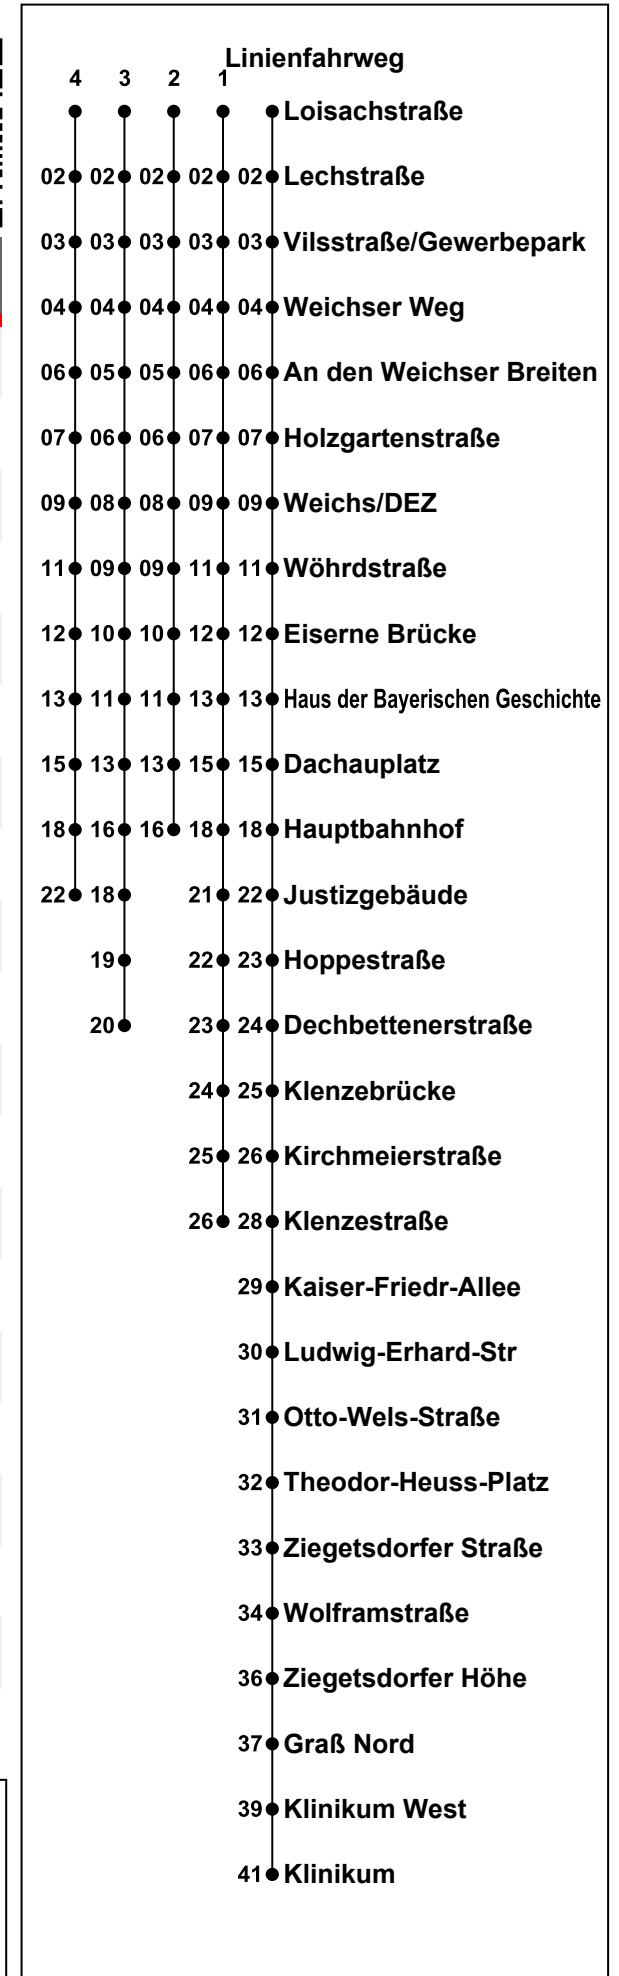 Linienfahrweg
4 3 2 1
Loisachstraße
02 02 02 02 02 Lechstraße
03 03 03 03 03 Vilsstraße/Gewerbepark
04 04 04 04 04 Weichser Weg
06 05 05 06 06 An den Weichser Breiten
07 06 06 07 07 Holzgartenstraße
09 08 08 09 09 Weichs/DEZ
11 09 09 11 11 Wöhrdstraße
12 10 10 12 12 Eiserne Brücke
13 11 11 13 13 Haus der Bayerischen Geschichte
15 13 13 15 15 Dachauplatz
18 16 16 18 18 Hauptbahnhof
22 18 21 22 Justizgebäude
19 22 23 Hoppestraße
20 23 24 Dechbettenerstraße
24 25 Klenzebrücke
25 26 Kirchmeierstraße
26 28 Klenzestraße
29 Kaiser-Friedr-Allee
30 Ludwig-Erhard-Str
31 Otto-Wels-Straße
32 Theodor-Heuss-Platz
33 Ziegetsdorfer Straße
34 Wolframstraße
36 Ziegetsdorfer Höhe
37 Graß Nord
39 Klinikum West
41 Klinikum